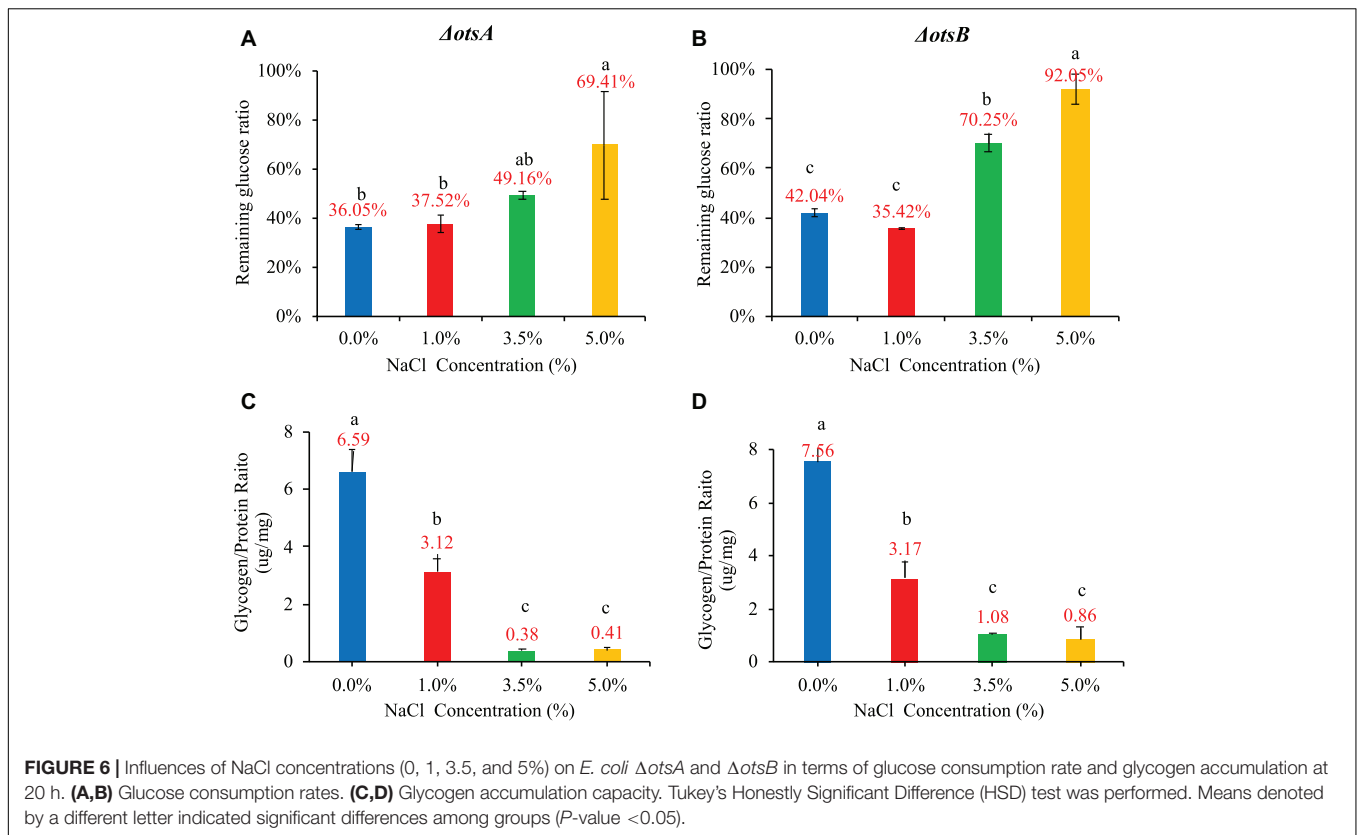 A
ΔotsA
Remaining glucose ratio
100%
80%
60%
40%
20%
0%
b
36.05%
b
37.52%
ab
49.16%
a
69.41%
0.0%
1.0%
3.5%
5.0%
NaCl Concentration (%)
B
ΔotsB
Remaining glucose ratio
100%
80%
60%
40%
20%
0%
c
42.04%
c
35.42%
b
70.25%
a
92.05%
0.0%
1.0%
3.5%
5.0%
NaCl Concentration (%)
C
Glycogen/Protein Raito
(ug/mg)
8
6
4
2
0
a
6.59
b
3.12
c
0.38
c
0.41
0.0%
1.0%
3.5%
5.0%
NaCl Concentration (%)
D
Glycogen/Protein Raito
(ug/mg)
8
6
4
2
0
a
7.56
b
3.17
c
1.08
c
0.86
0.0%
1.0%
3.5%
5.0%
NaCl Concentration (%)
FIGURE 6 | Influences of NaCl concentrations (0, 1, 3.5, and 5%) on E. coli ΔotsA and ΔotsB in terms of glucose consumption rate and glycogen accumulation at
20 h. (A,B) Glucose consumption rates. (C,D) Glycogen accumulation capacity. Tukey's Honestly Significant Difference (HSD) test was performed. Means denoted
by a different letter indicated significant differences among groups (P-value <0.05).